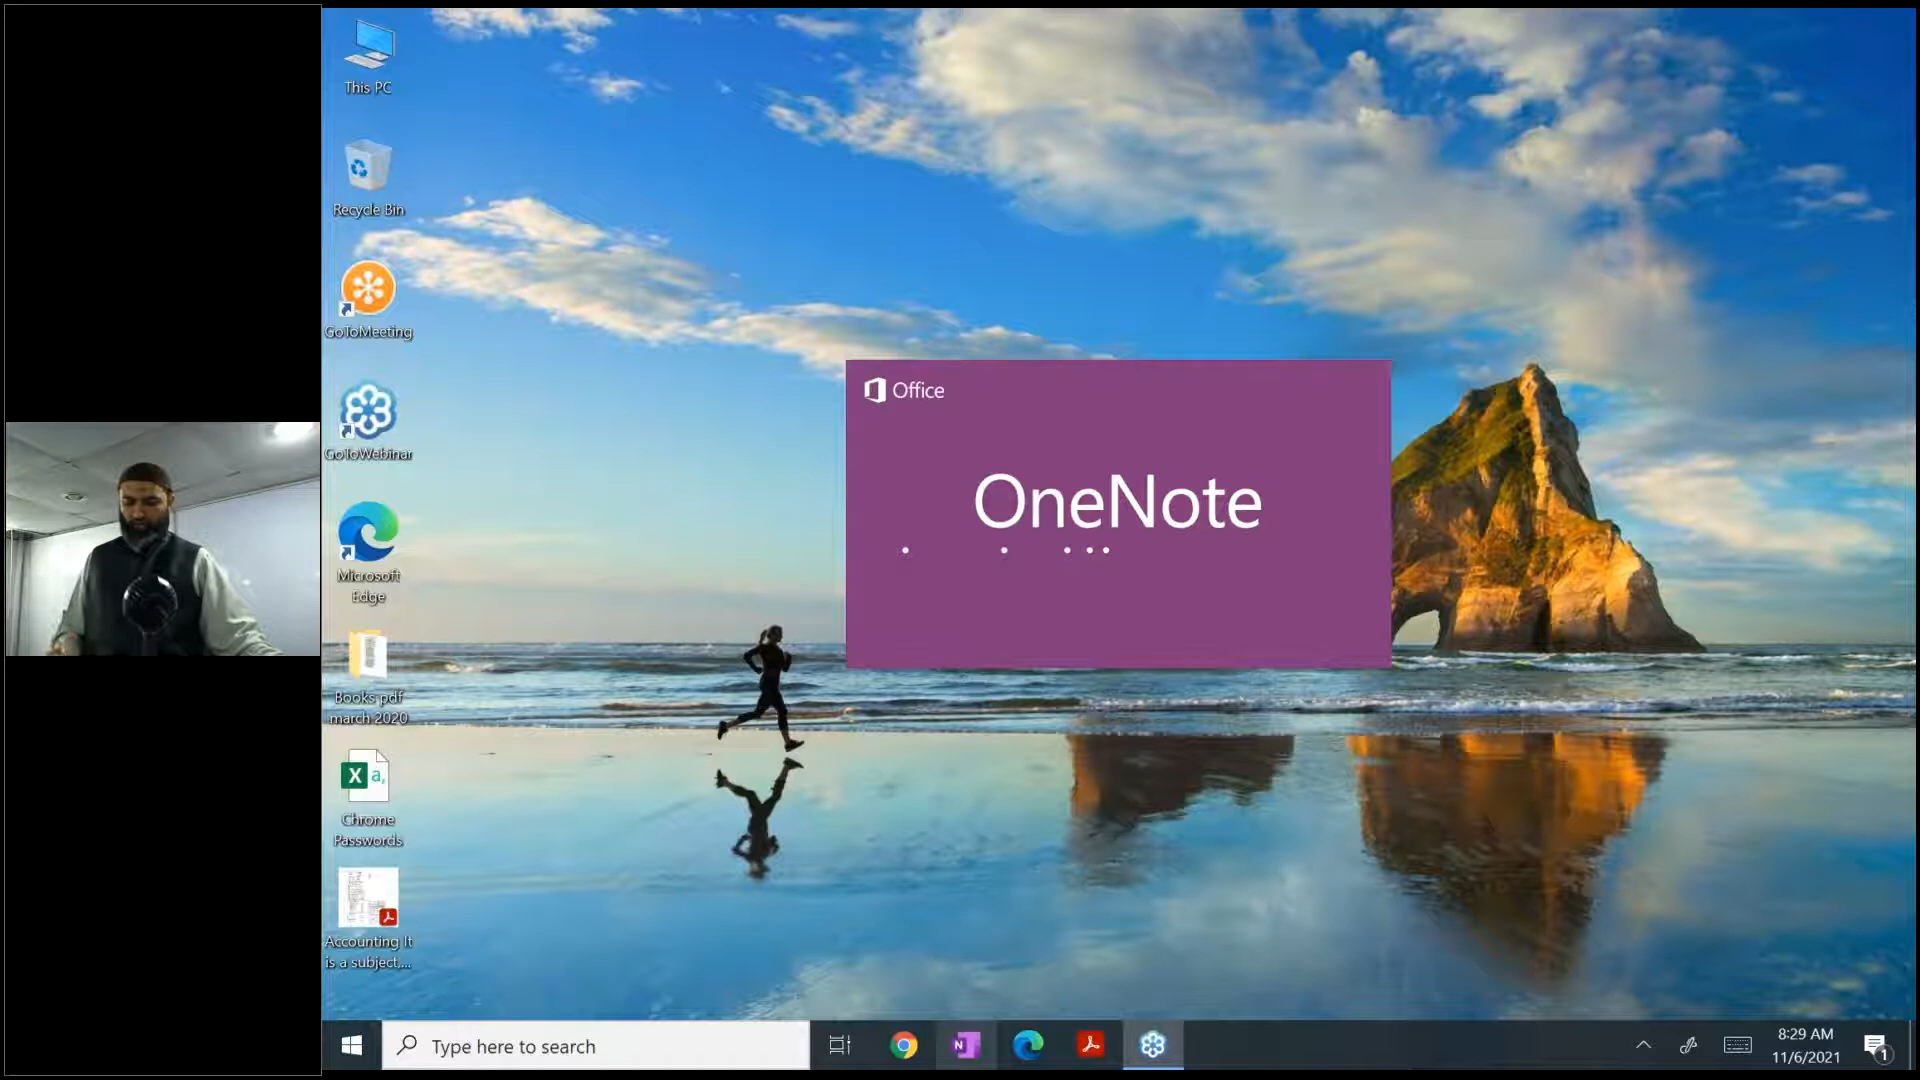 This PC
Recycle Bin
GoToMeeting
GoToWebinar
Microsoft
Edge
Books pdf
march 2020
X a,
Chrome
Passwords
Accounting It
is a subject,...
Office
OneNote
Type here to search
N
8:29 AM
11/6/2021
1